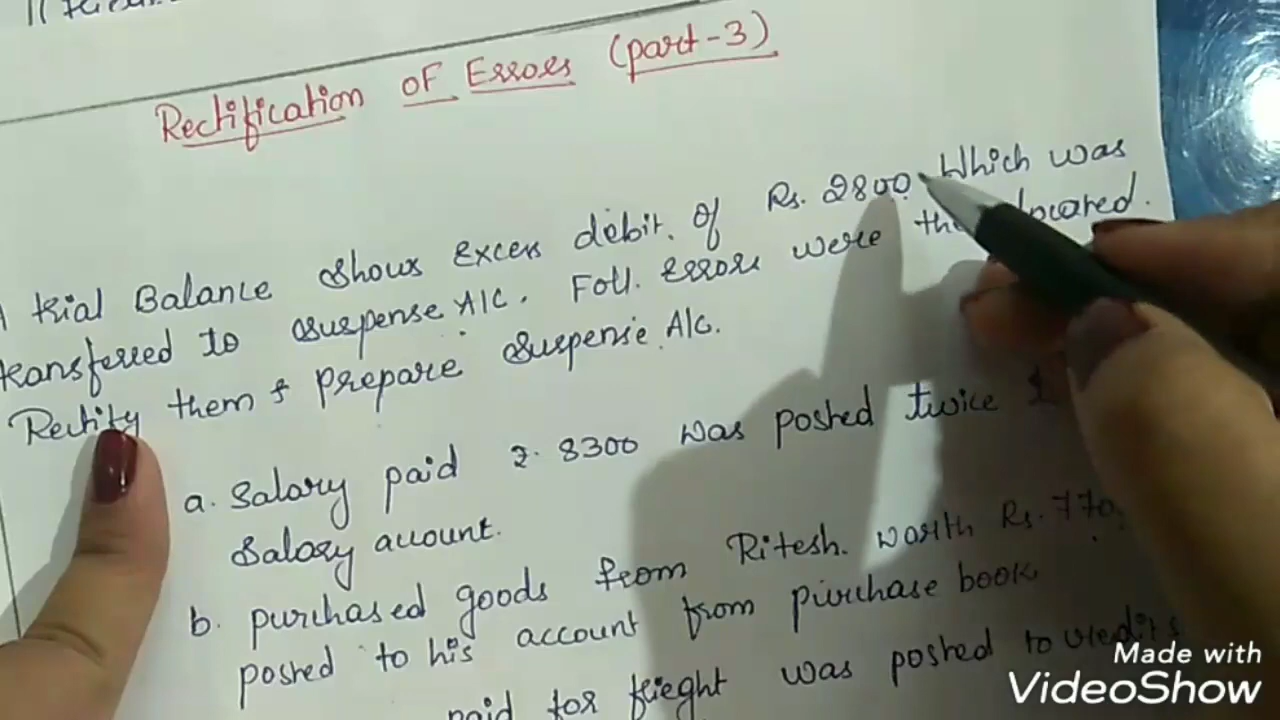 Rectification of Errors (part-3)
trial Balance shows excess debit of Rs. 2800 Which was
transferred to suspense A/C. Foll. Errors were
Rectify them & prepare Suspense A/C.
a. Salary paid ₹. 8300 was posted twice
Salary account.
b. purchased goods from Ritesh. worth Rs. 770
posted to his account from purchase book
paid for frieght was posted to
Made with
VideoShow